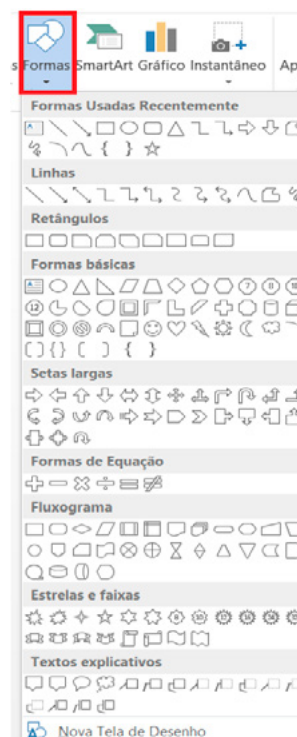 Formas SmartArt Gráfico Instantâneo
Formas Usadas Recentemente
Linhas
Retângulos
Formas básicas
Setas largas
Formas de Equação
Fluxograma
Estrelas e faixas
Textos explicativos
Nova Tela de Desenho